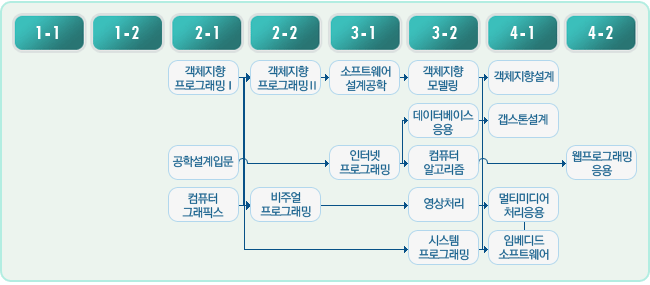 1-1 1-2 2-1 2-2 3-1 3-2 4-1 4-2
객체지향
프로그래밍 I
객체지향
프로그래밍 II
소프트웨어
설계공학
객체지향
모델링
객체지향설계
데이터베이스
응용
갭스톤설계
공학설계입문
인터넷
프로그래밍
컴퓨터
알고리즘
웹프로그래밍
응용
컴퓨터
그래픽스
비주얼
프로그래밍
영상처리
멀티미디어
처리응용
시스템
프로그래밍
임베디드
소프트웨어